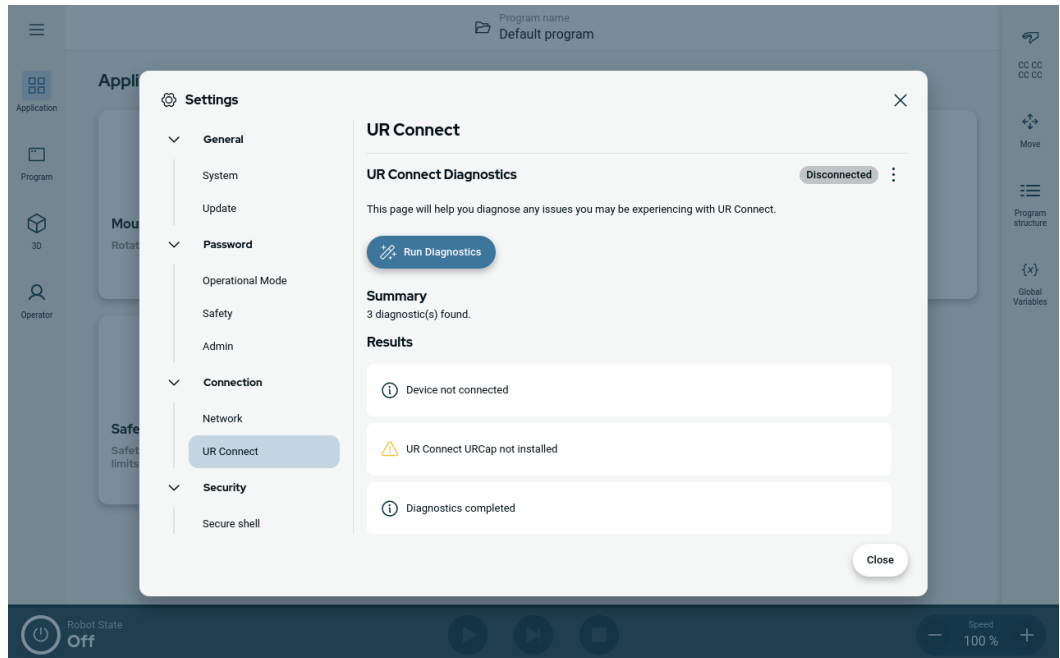 Program name
Default program
Application
Program
3D
Operator
Appli
Mou
Rotat
Safe
Safet
limits
Settings
General
System
Update
Password
Operational Mode
Safety
Admin
Connection
Network
UR Connect
Security
Secure shell
UR Connect
UR Connect Diagnostics
Disconnected
This page will help you diagnose any issues you may be experiencing with UR Connect.
Run Diagnostics
Summary
3 diagnostic(s) found.
Results
Device not connected
UR Connect URCap not installed
Diagnostics completed
Close
CC CC
CC CC
Move
Program
structure
{x}
Global
Variables
Robot State
Off
Speed
100 %